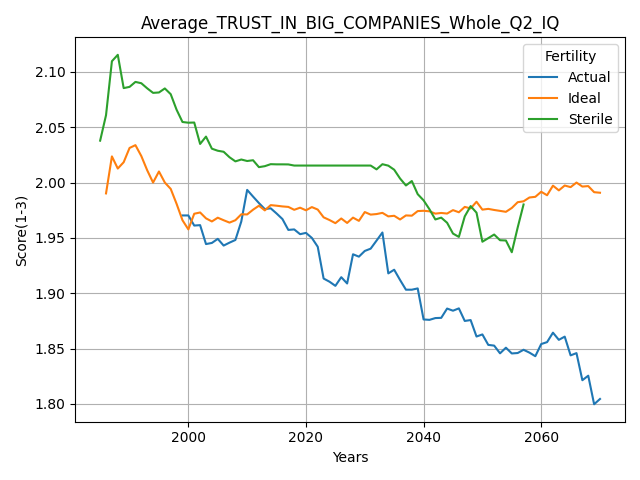 Average_TRUST_IN_BIG_COMPANIES_Whole_Q2_IQ
Fertility
Actual
Ideal
Sterile
Score(1-3)
2.10
2.05
2.00
1.95
1.90
1.85
1.80
2000 2020 2040 2060
Years